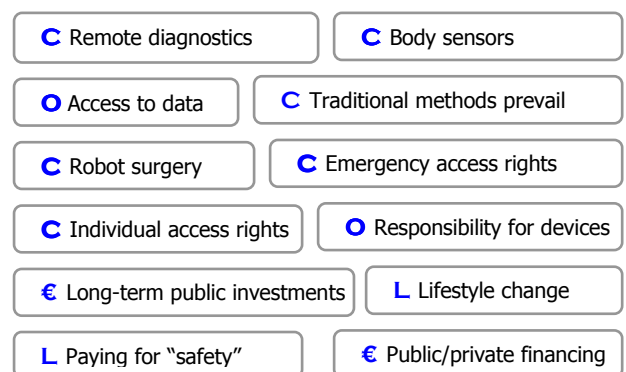 C Remote diagnostics
C Body sensors
O Access to data
C Traditional methods prevail
C Robot surgery
C Emergency access rights
C Individual access rights
O Responsibility for devices
€ Long-term public investments
L Lifestyle change
L Paying for “safety”
€ Public/private financing